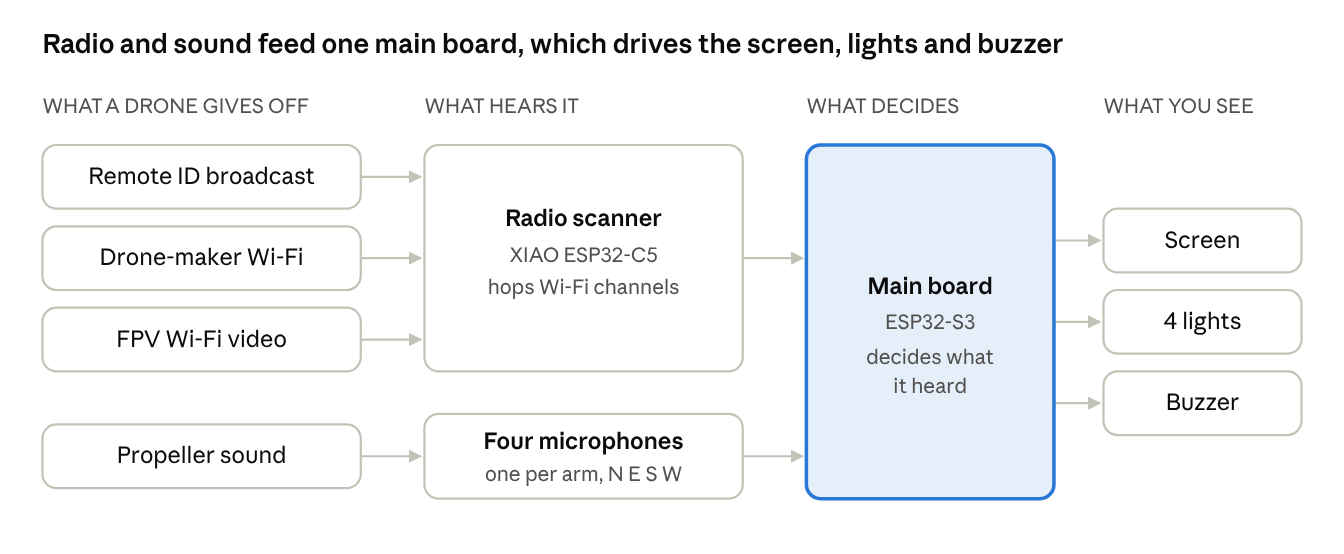 Radio and sound feed one main board, which drives the screen, lights and buzzer
WHAT A DRONE GIVES OFF
WHAT HEARS IT
WHAT DECIDES
WHAT YOU SEE
Remote ID broadcast
Drone-maker Wi-Fi
FPV Wi-Fi video
Propeller sound
Radio scanner
XIAO ESP32-C5
hops Wi-Fi channels
Four microphones
one per arm, N E S W
Main board
ESP32-S3
decides what
it heard
Screen
4 lights
Buzzer